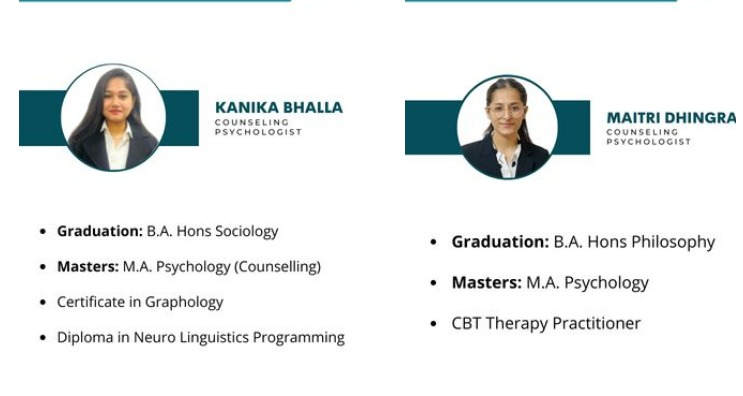 KANIKA BHALLA
COUNSELING
PSYCHOLOGIST
• Graduation: B.A. Hons Sociology
• Masters: M.A. Psychology (Counselling)
• Certificate in Graphology
• Diploma in Neuro Linguistics Programming
MAITRI DHINGRA
COUNSELING
PSYCHOLOGIST
• Graduation: B.A. Hons Philosophy
• Masters: M.A. Psychology
• CBT Therapy Practitioner